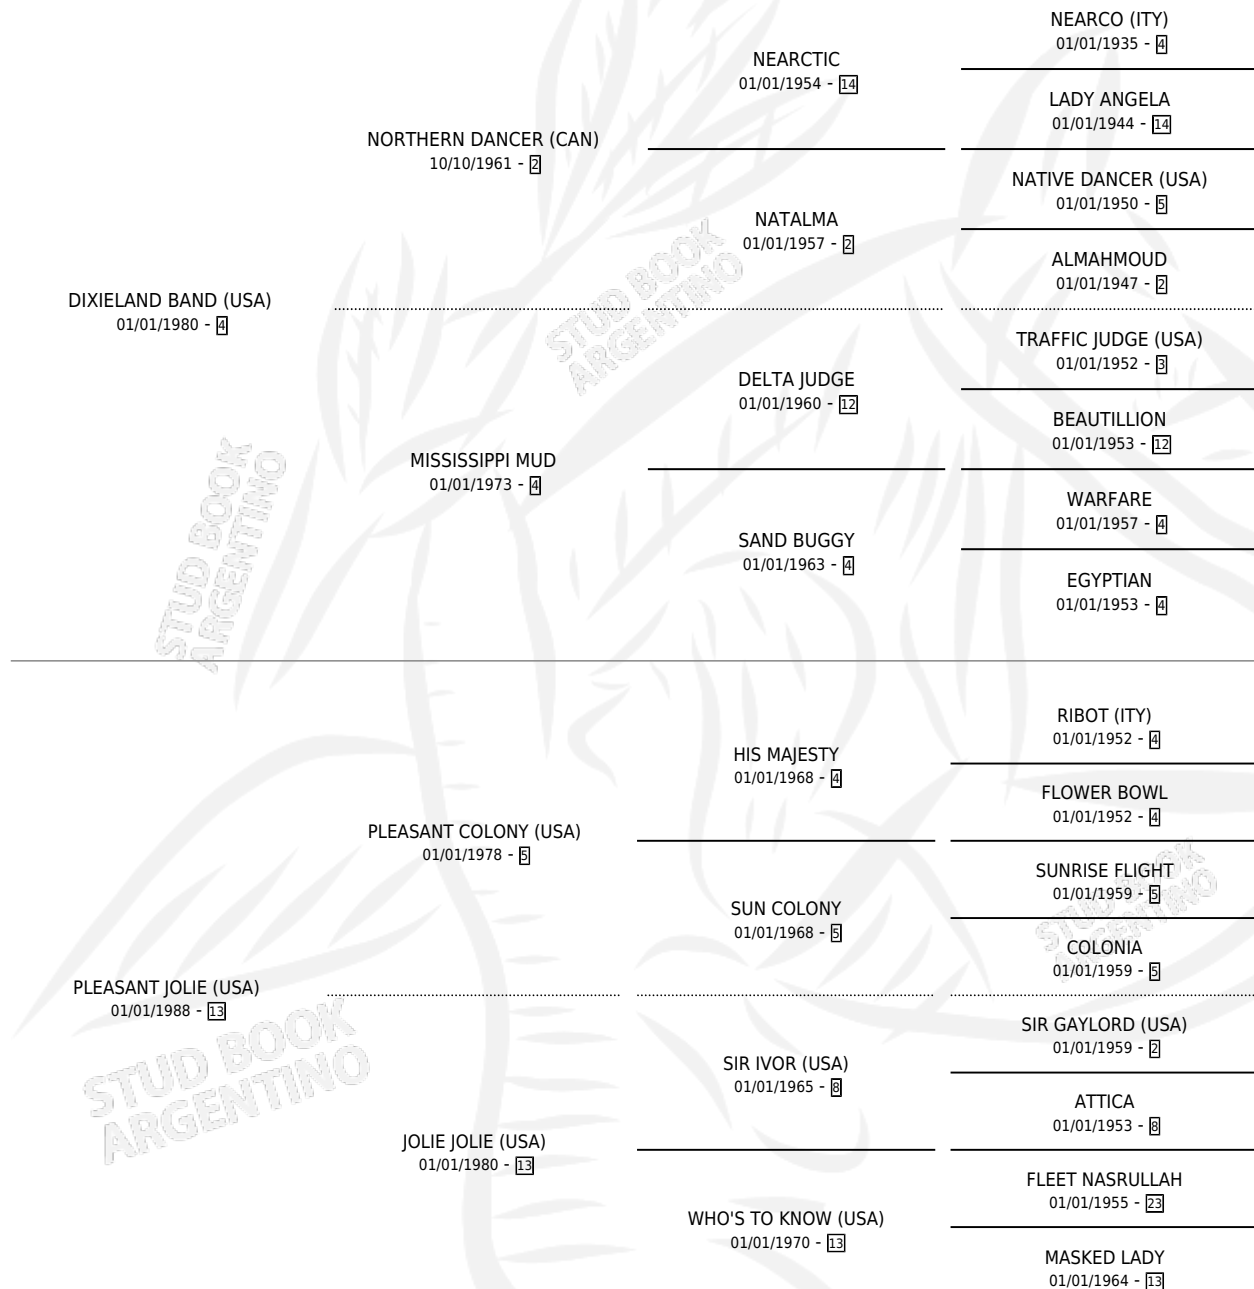 NEARCO (ITY)
01/01/1935 - 4
NEARCTIC
01/01/1954 - 14
LADY ANGELA
01/01/1944 - 14
NORTHERN DANCER (CAN)
10/10/1961 - 2
NATIVE DANCER (USA)
01/01/1950 - 5
NATALMA
01/01/1957 - 2
ALMAHMOUD
01/01/1947 - 2
DIXIELAND BAND (USA)
01/01/1980 - 4
TRAFFIC JUDGE (USA)
01/01/1952 - 3
DELTA JUDGE
01/01/1960 - 12
BEAUTILLION
01/01/1953 - 12
MISSISSIPPI MUD
01/01/1973 - 4
WARFARE
01/01/1957 - 4
SAND BUGGY
01/01/1963 - 4
EGYPTIAN
01/01/1953 - 4
RIBOT (ITY)
01/01/1952 - 4
HIS MAJESTY
01/01/1968 - 4
FLOWER BOWL
01/01/1952 - 4
PLEASANT COLONY (USA)
01/01/1978 - 5
SUNRISE FLIGHT
01/01/1959 - 5
SUN COLONY
01/01/1968 - 5
COLONIA
01/01/1959 - 5
PLEASANT JOLIE (USA)
01/01/1988 - 13
SIR GAYLORD (USA)
01/01/1959 - 2
SIR IVOR (USA)
01/01/1965 - 8
ATTICA
01/01/1953 - 8
JOLIE JOLIE (USA)
01/01/1980 - 13
FLEET NASRULLAH
01/01/1955 - 23
WHO'S TO KNOW (USA)
01/01/1970 - 13
MASKED LADY
01/01/1964 - 13
STUD BOOK
ARGENTINO
STUD BOOK
ARGENTINO
STUD BOOK
ARGENTINO
STUD BOOK
ARGENTINO